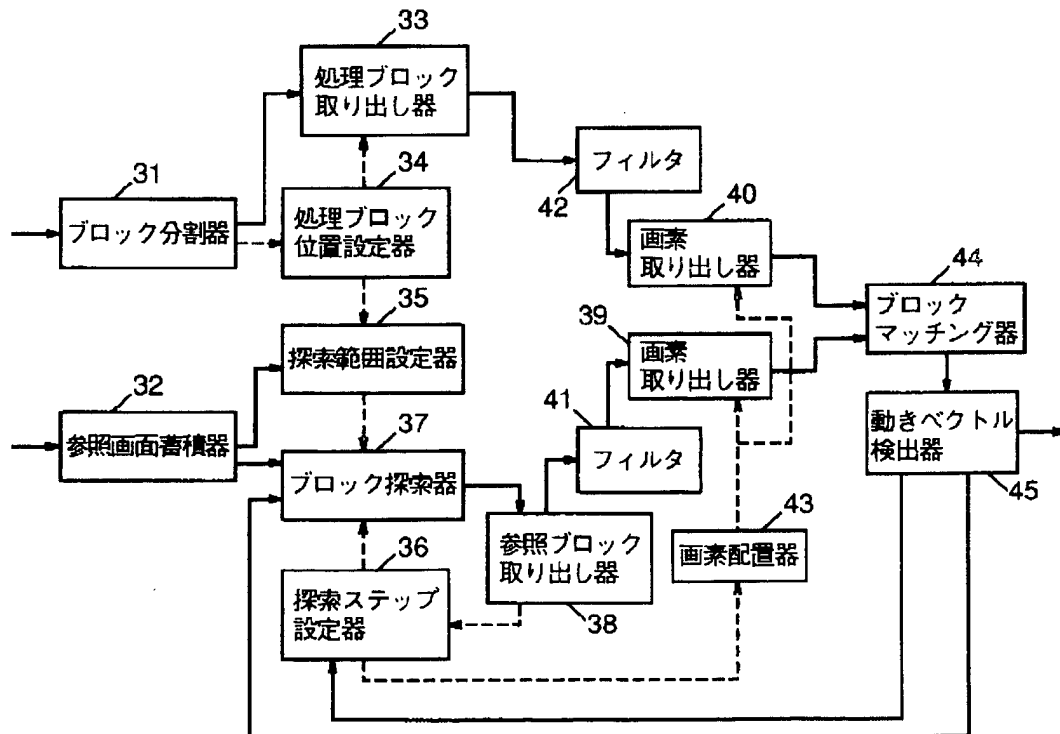 33
処理ブロック
取り出し器
31
ブロック分割器
34
処理ブロック
位置設定器
フィルタ
42
40
画素
取り出し器
44
ブロック
マッチング器
35
探索範囲設定器
39
画素
取り出し器
32
参照画面蓄積器
37
ブロック探索器
41
フィルタ
動きベクトル
検出器
45
36
探索ステップ
設定器
参照ブロック
取り出し器
38
43
画素配置器